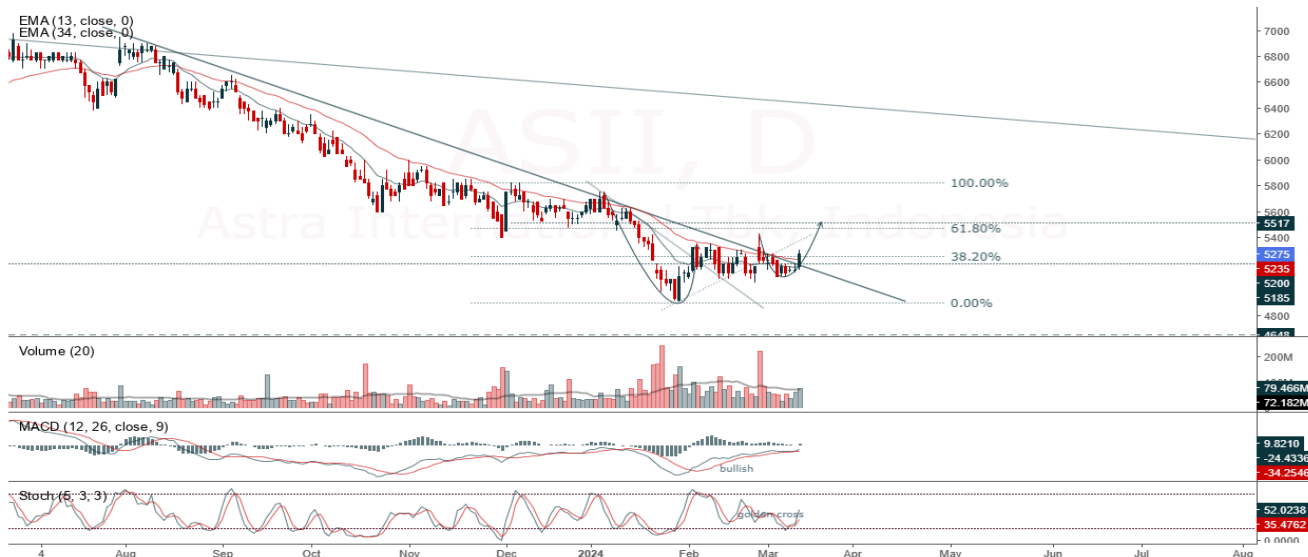 EMA (13, close, 0)
EMA (34, close, 0)
ASII, D
Astra International Tbk, Indonesia
7000
6800
6600
6400
6200
6000
5800
5600
5517
5400
5275
5235
5200
5185
4800
4648
100.00%
61.80%
38.20%
0.00%
Volume (20)
200M
79.466M
72.182M
MACD (12, 26, close, 9)
bullish
9.8210
-24.4336
-34.2546
Stoch (5, 3, 3)
golden cross
52.0238
35.4762
0.0000
4 Aug Sep Oct Nov Dec 2024 Feb Mar Apr May Jun Jul Aug